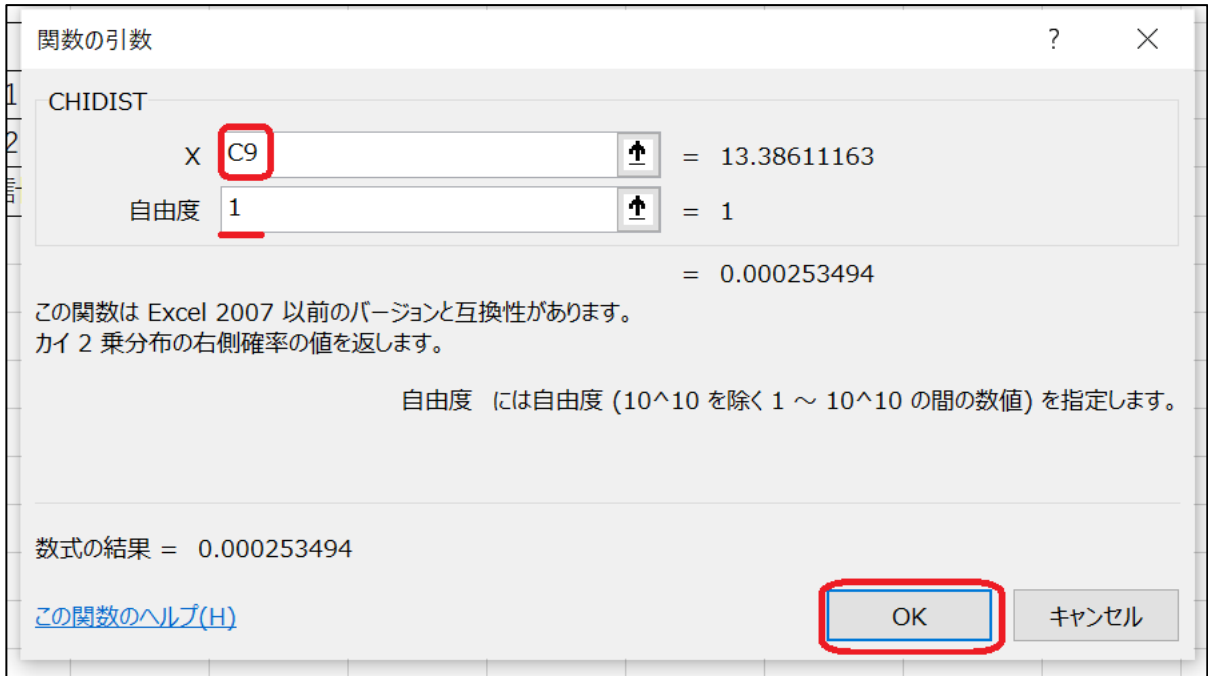 関数の引数 ? ×
1
CHIDIST
2
X C9 = 13.38611163
自由度 1 = 1
= 0.000253494
この関数は Excel 2007 以前のバージョンと互換性があります。
カイ 2 乗分布の右側確率の値を返します。
自由度 には自由度 (10^10 を除く 1 ～ 10^10 の間の数値) を指定します。
数式の結果 = 0.000253494
この関数のヘルプ(H) OK キャンセル